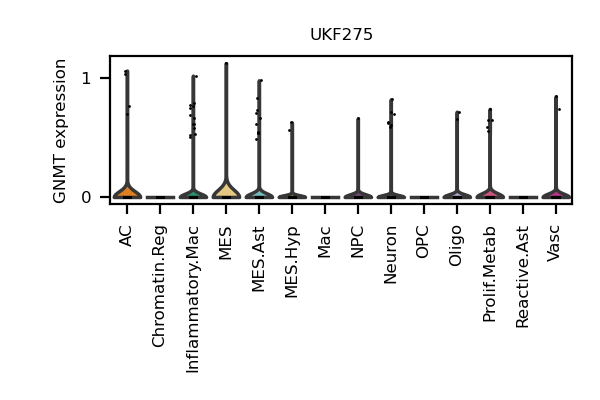 UKF275
GNMT expression
1
0
AC
Chromatin.Reg
Inflammatory.Mac
MES
MES.Ast
MES.Hyp
Mac
NPC
Neuron
OPC
Oligo
Prolif.Metab
Reactive.Ast
Vasc